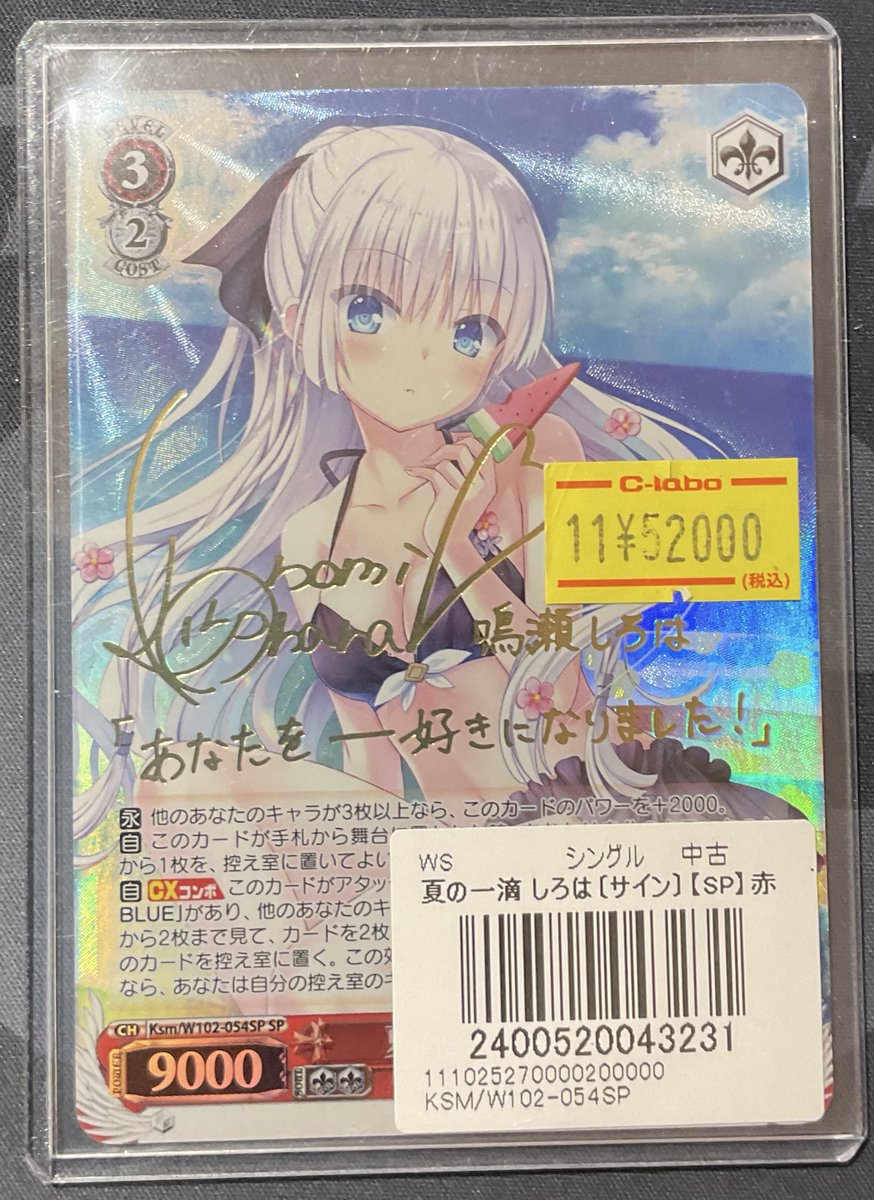 LEVEL
3
2
COST
C-labo
11¥52000
(税込)
Konomi
Kohara
鳴瀬しろは
「あなたを 一好きになりました!」
永 他のあなたのキャラが3枚以上なら、このカードのパワーを+2000。
自 このカードが手札から舞台に
から1枚を、控え室に置いてよい
自 CXコンボ このカードがアタッ
BLUE」があり、他のあなたのキ
から2枚まで見て、カードを2枚
のカードを控え室に置く。この
なら、あなたは自分の控え室のキ
CH Ksm/W102-054SP SP
POWER
9000
SOUL
WS シングル 中古
夏の一滴 しろは〔サイン〕【SP】赤
2400520043231
111025270000200000
KSM/W102-054SP